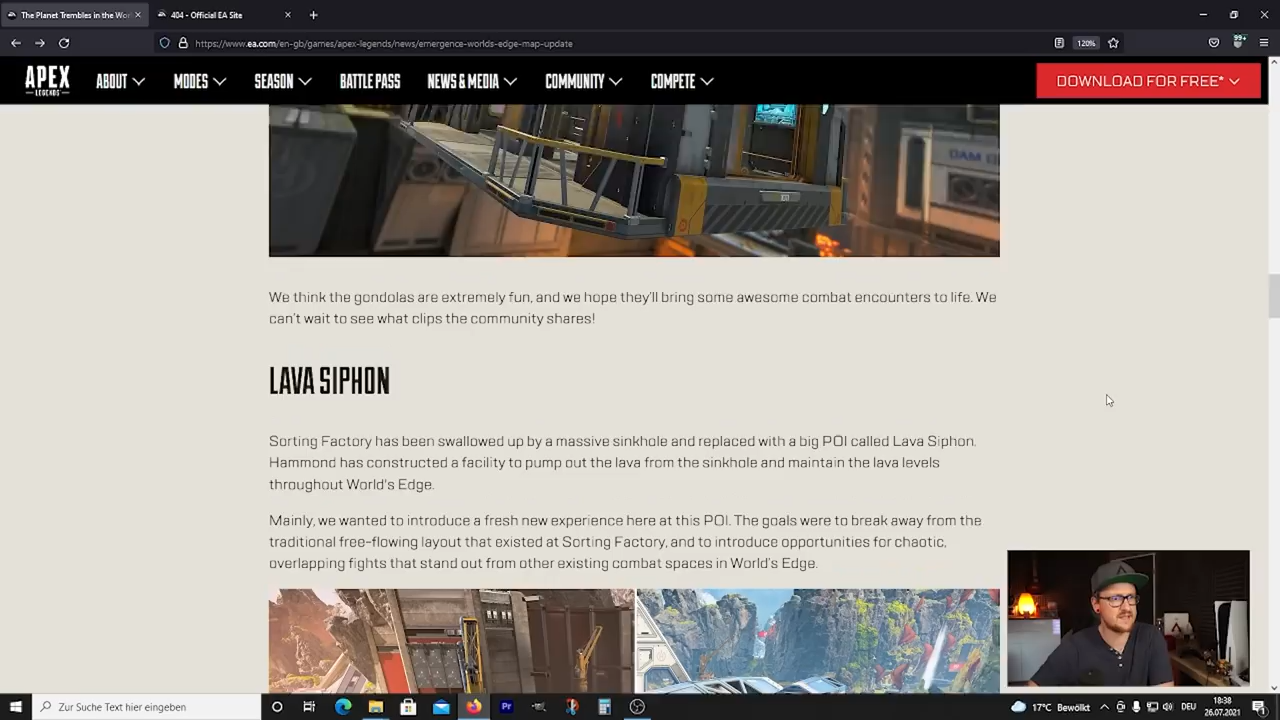 The Planet Trembles in the Wor
404 - Official EA Site
https://www.ea.com/en-gb/games/apex-legends/news/emergence-worlds-edge-map-update
120%
99+
APEX
LEGENDS
ABOUT
MODES
SEASON
BATTLE PASS
NEWS & MEDIA
COMMUNITY
COMPETE
DOWNLOAD FOR FREE*
We think the gondolas are extremely fun, and we hope they'll bring some awesome combat encounters to life. We
can't wait to see what clips the community shares!
LAVA SIPHON
Sorting Factory has been swallowed up by a massive sinkhole and replaced with a big POI called Lava Siphon.
Hammond has constructed a facility to pump out the lava from the sinkhole and maintain the lava levels
throughout World's Edge.
Mainly, we wanted to introduce a fresh new experience here at this POI. The goals were to break away from the
traditional free-flowing layout that existed at Sorting Factory, and to introduce opportunities for chaotic,
overlapping fights that stand out from other existing combat spaces in World's Edge.
Zur Suche Text hier eingeben
Pr
17°C Bewölkt
DEU
18:38
26.07.2021